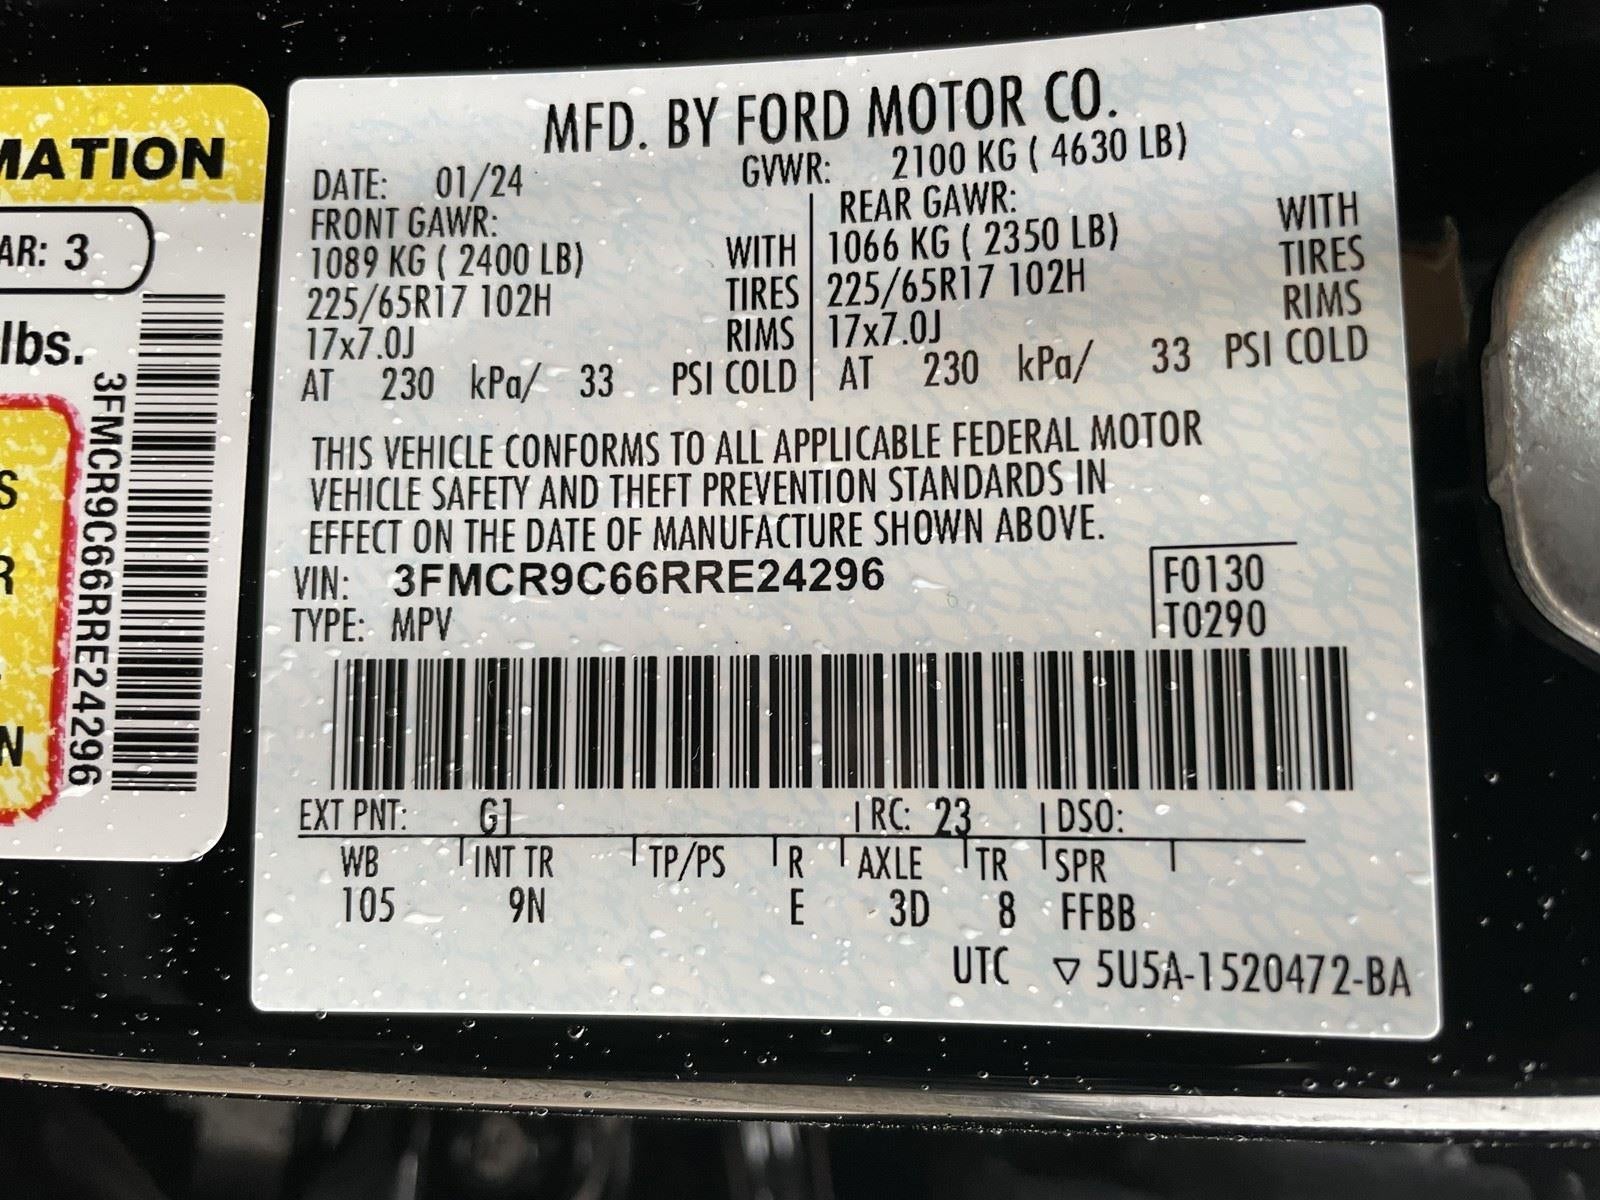 MATION
AR: 3
lbs.
S
R
N
3FMCR9C66RRE24296
MFD. BY FORD MOTOR CO.
DATE: 01/24 GVWR: 2100 KG ( 4630 LB)
FRONT GAWR: REAR GAWR:
1089 KG ( 2400 LB) WITH 1066 KG ( 2350 LB) WITH
225/65R17 102H TIRES 225/65R17 102H TIRES
17x7.0J RIMS 17x7.0J RIMS
AT 230 kPa/ 33 PSI COLD AT 230 kPa/ 33 PSI COLD
THIS VEHICLE CONFORMS TO ALL APPLICABLE FEDERAL MOTOR
VEHICLE SAFETY AND THEFT PREVENTION STANDARDS IN
EFFECT ON THE DATE OF MANUFACTURE SHOWN ABOVE.
VIN: 3FMCR9C66RRE24296 F0130
TYPE: MPV T0290
EXT PNT: G1 RC: 23 DSO:
WB INT TR TP/PS R AXLE TR SPR
105 9N E 3D 8 FFBB
UTC ▽ 5U5A-1520472-BA